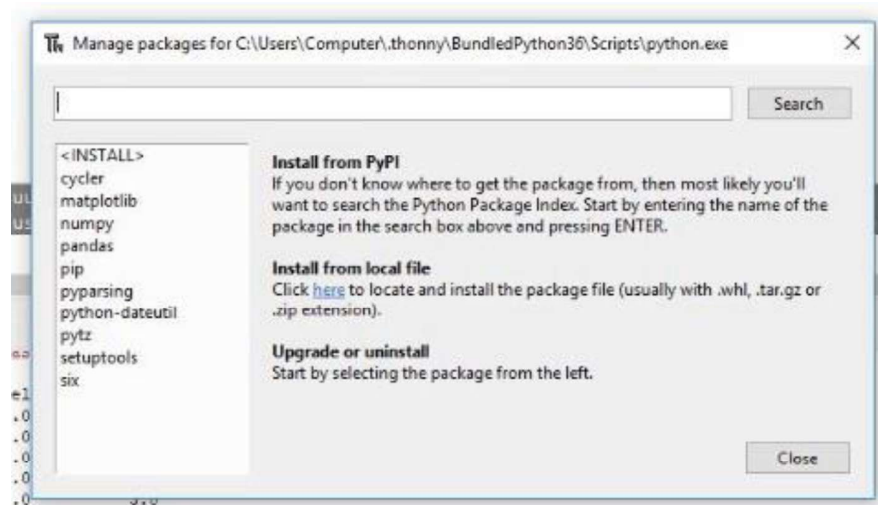 Manage packages for C:\Users\Computer\.thonny\BundledPython36\Scripts\python.exe
Search
<INSTALL>
cycler
matplotlib
numpy
pandas
pip
pyparsing
python-dateutil
pytz
setuptools
six
Install from PyPI
If you don't know where to get the package from, then most likely you'll
want to search the Python Package Index. Start by entering the name of the
package in the search box above and pressing ENTER.
Install from local file
Click here to locate and install the package file (usually with .whl, .tar.gz or
.zip extension).
Upgrade or uninstall
Start by selecting the package from the left.
Close